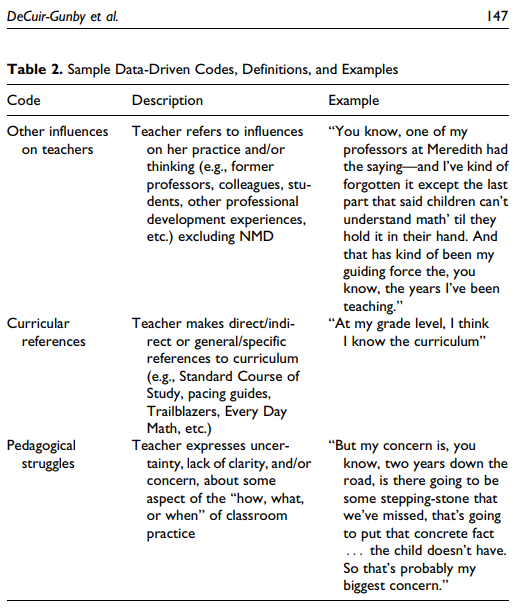 DeCuir-Gunby et al. 147
Table 2. Sample Data-Driven Codes, Definitions, and Examples
Code Description Example
Other influences on teachers
Teacher refers to influences on her practice and/or thinking (e.g., former professors, colleagues, stu-dents, other professional development experiences, etc.) excluding NMD
“You know, one of my professors at Meredith had the saying—and I’ve kind of forgotten it except the last part that said children can’t understand math’ til they hold it in their hand. And that has kind of been my guiding force the, you know, the years I’ve been teaching.”
Curricular references
Teacher makes direct/indi-rect or general/specific references to curriculum (e.g., Standard Course of Study, pacing guides, Trailblazers, Every Day Math, etc.)
“At my grade level, I think I know the curriculum”
Pedagogical struggles
Teacher expresses uncer-tainty, lack of clarity, and/or concern, about some aspect of the “how, what, or when” of classroom practice
“But my concern is, you know, two years down the road, is there going to be some stepping-stone that we’ve missed, that’s going to put that concrete fact ... the child doesn’t have. So that’s probably my biggest concern.”